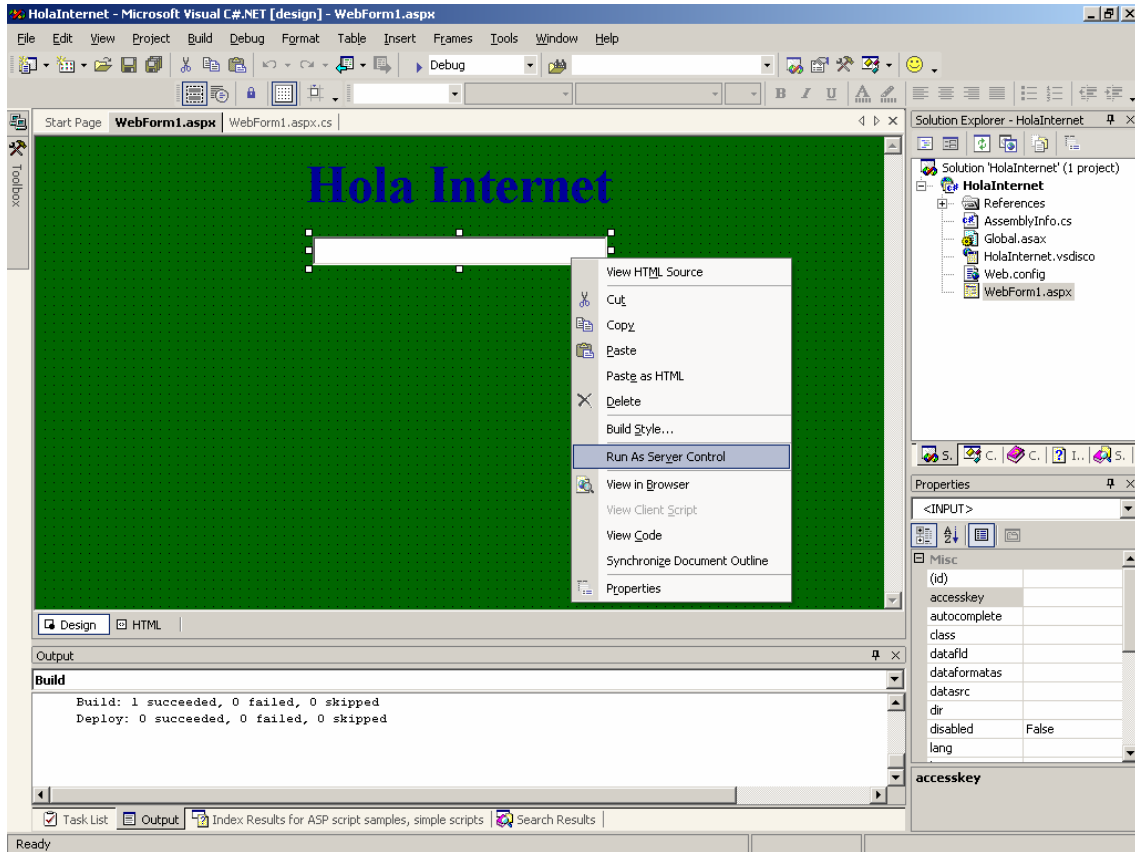 HolaInternet - Microsoft Visual C#.NET [design] - WebForm1.aspx
File Edit View Project Build Debug Format Table Insert Frames Tools Window Help
Debug
B I U A
Toolbox
Start Page WebForm1.aspx WebForm1.aspx.cs
Hola Internet
View HTML Source
Cut
Copy
Paste
Paste as HTML
Delete
Build Style...
Run As Server Control
View in Browser
View Client Script
View Code
Synchronize Document Outline
Properties
Design HTML
Solution Explorer - HolaInternet
Solution 'HolaInternet' (1 project)
HolaInternet
References
AssemblyInfo.cs
Global.asax
HolaInternet.vsdisco
Web.config
WebForm1.aspx
S. C. C. I.. S.
Properties
<INPUT>
Misc
(id)
accesskey
autocomplete
class
datafld
dataformatas
datasrc
dir
disabled False
lang
accesskey
Output
Build
Build: 1 succeeded, 0 failed, 0 skipped
Deploy: 0 succeeded, 0 failed, 0 skipped
Task List Output Index Results for ASP script samples, simple scripts Search Results
Ready